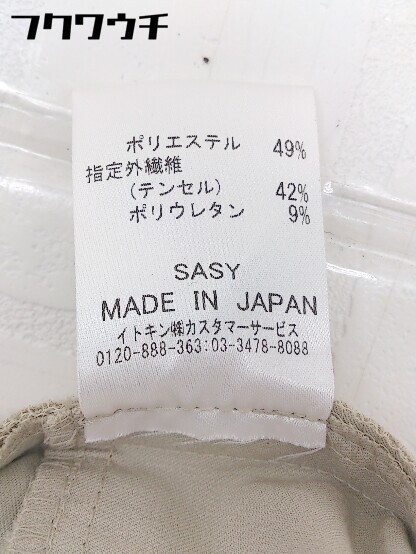 フクワウチ
ポリエステル 49%
指定外繊維
(テンセル) 42%
ポリウレタン 9%
SASY
MADE IN JAPAN
イトキン㈱カスタマーサービス
0120-888-363:03-3478-8088